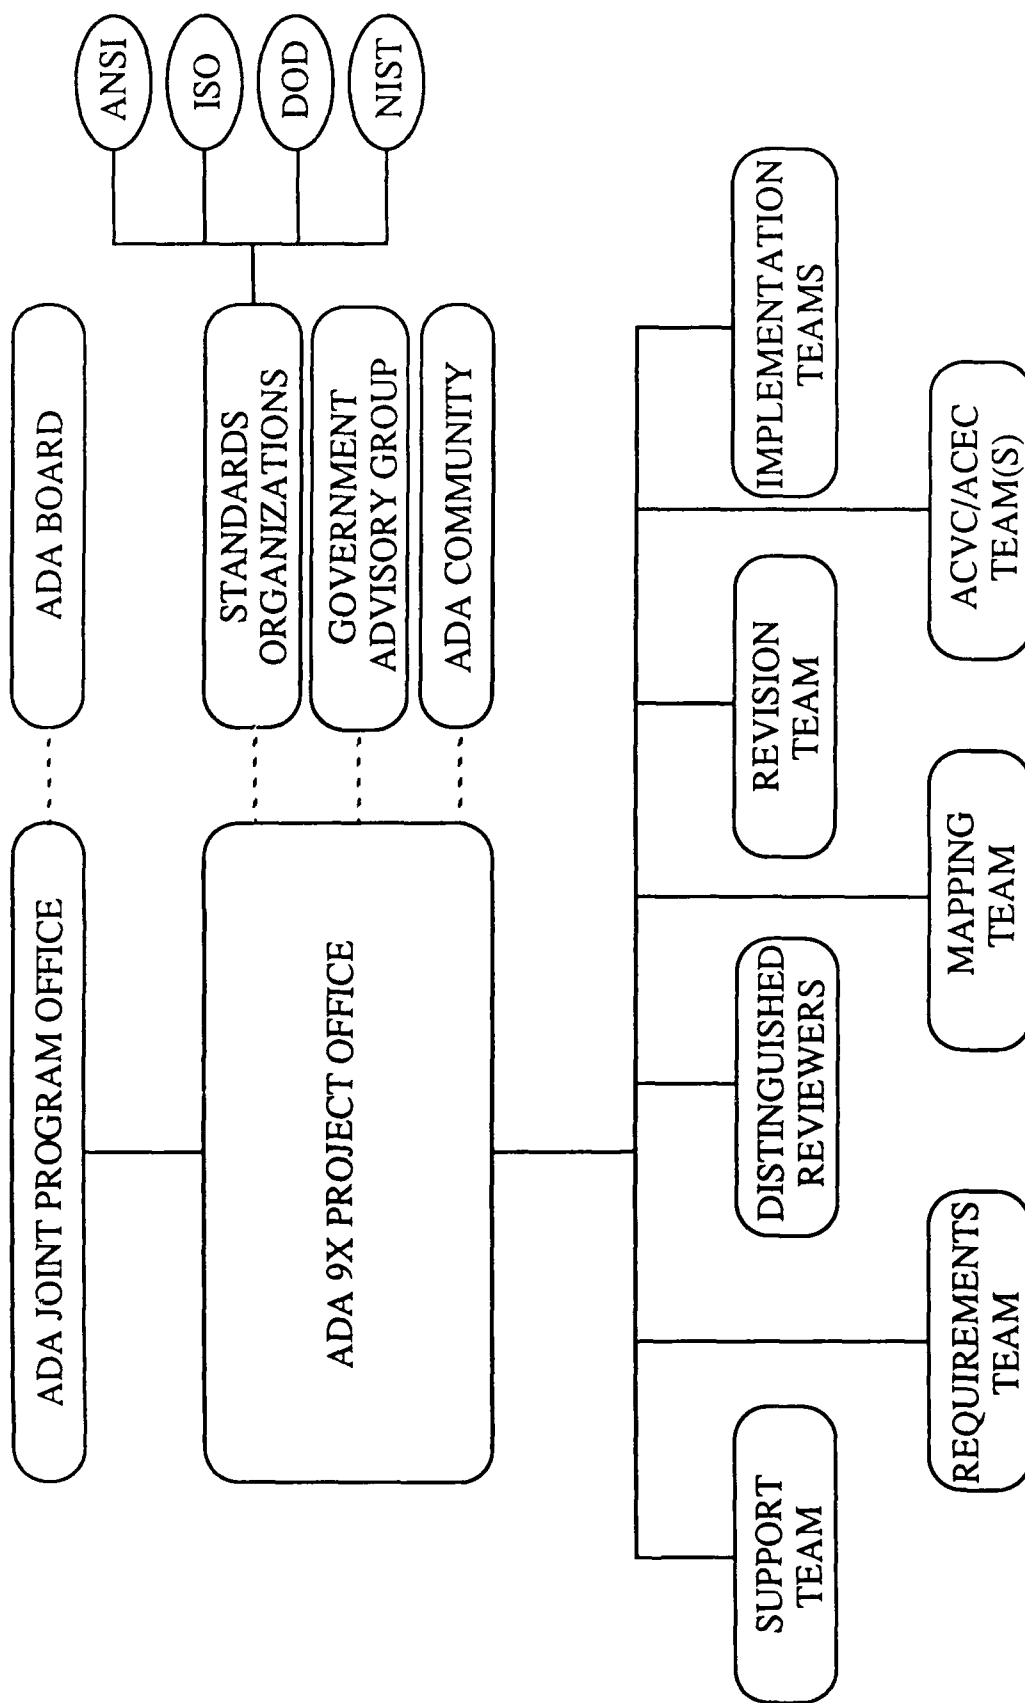 ADA JOINT PROGRAM OFFICE
ADA BOARD
ADA 9X PROJECT OFFICE
STANDARDS
ORGANIZATIONS
GOVERNMENT
ADVISORY GROUP
ADA COMMUNITY
ANSI
ISO
DOD
NIST
SUPPORT
TEAM
DISTINGUISHED
REVIEWERS
REVISION
TEAM
IMPLEMENTATION
TEAMS
REQUIREMENTS
TEAM
MAPPING
TEAM
ACVC/ACEC
TEAM(S)